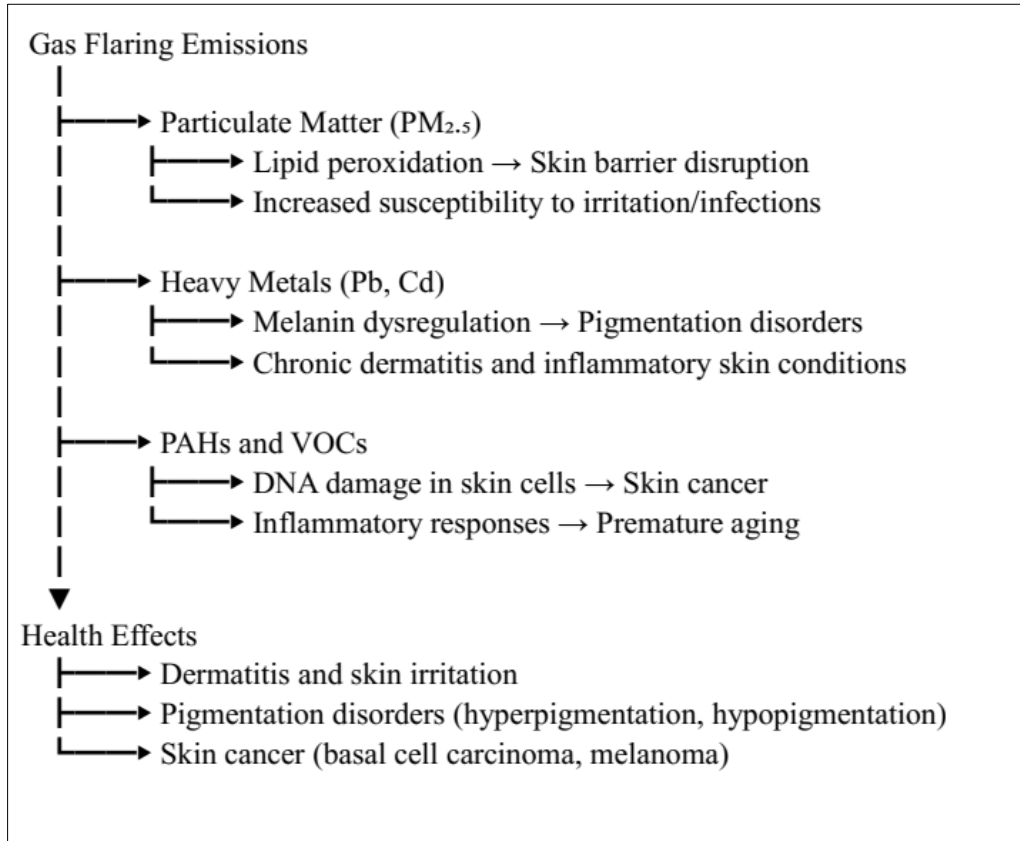 Gas Flaring Emissions
Particulate Matter (PM₂.₅)
Lipid peroxidation → Skin barrier disruption
Increased susceptibility to irritation/infections
Heavy Metals (Pb, Cd)
Melanin dysregulation → Pigmentation disorders
Chronic dermatitis and inflammatory skin conditions
PAHs and VOCs
DNA damage in skin cells → Skin cancer
Inflammatory responses → Premature aging
Health Effects
Dermatitis and skin irritation
Pigmentation disorders (hyperpigmentation, hypopigmentation)
Skin cancer (basal cell carcinoma, melanoma)